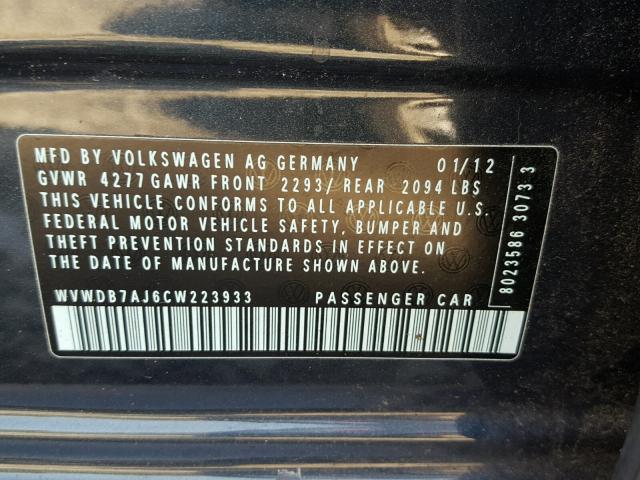 MFD BY VOLKSWAGEN AG GERMANY 01/12
GVWR 4277 GAWR FRONT 2293/ REAR 2094 LBS
THIS VEHICLE CONFORMS TO ALL APPLICABLE U.S.
FEDERAL MOTOR VEHICLE SAFETY, BUMPER AND
THEFT PREVENTION STANDARDS IN EFFECT ON
THE DATE OF MANUFACTURE SHOWN ABOVE.
WVWDB7AJ6CW223933 PASSENGER CAR
8023586 3073 3